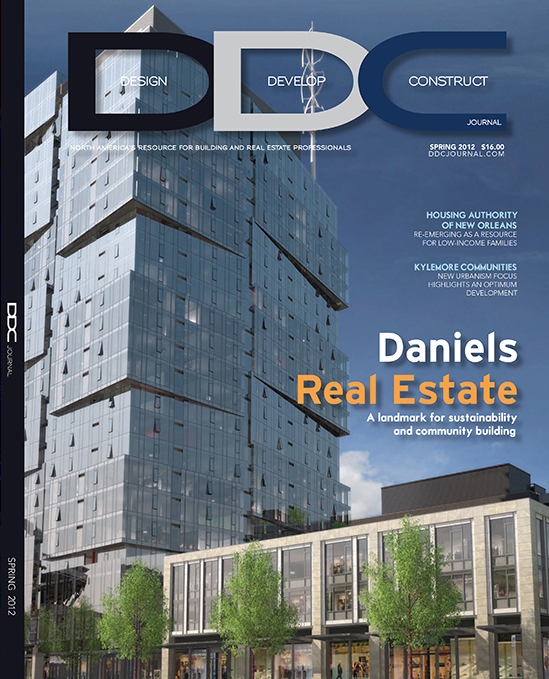 DDC
DESIGN DEVELOP CONSTRUCT
JOURNAL
NORTH AMERICA'S RESOURCE FOR BUILDING AND REAL ESTATE PROFESSIONALS
SPRING 2012 $16.00
DDCJOURNAL.COM
HOUSING AUTHORITY
OF NEW ORLEANS
RE-EMERGING AS A RESOURCE
FOR LOW-INCOME FAMILIES
KYLEMORE COMMUNITIES
NEW URBANISM FOCUS
HIGHLIGHTS AN OPTIMUM
DEVELOPMENT
Daniels
Real Estate
A landmark for sustainability
and community building
DDC JOURNAL
SPRING 2012